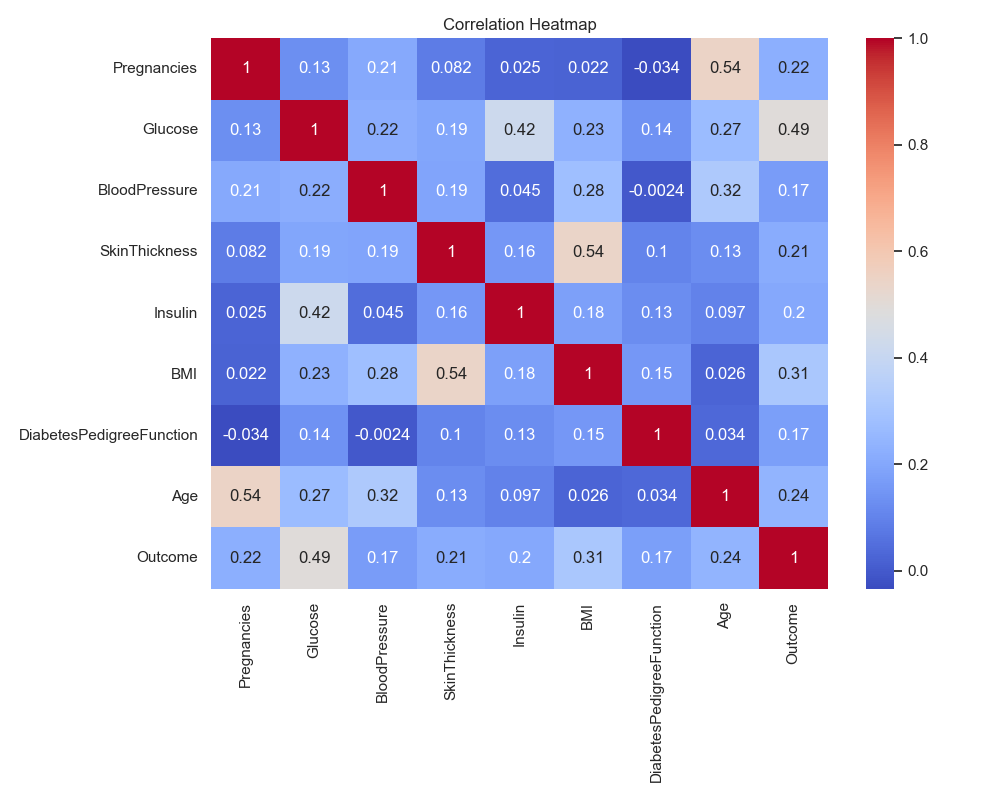 Correlation Heatmap
Pregnancies 1 0.13 0.21 0.082 0.025 0.022 -0.034 0.54 0.22
Glucose 0.13 1 0.22 0.19 0.42 0.23 0.14 0.27 0.49
BloodPressure 0.21 0.22 1 0.19 0.045 0.28 -0.0024 0.32 0.17
SkinThickness 0.082 0.19 0.19 1 0.16 0.54 0.1 0.13 0.21
Insulin 0.025 0.42 0.045 0.16 1 0.18 0.13 0.097 0.2
BMI 0.022 0.23 0.28 0.54 0.18 1 0.15 0.026 0.31
DiabetesPedigreeFunction -0.034 0.14 -0.0024 0.1 0.13 0.15 1 0.034 0.17
Age 0.54 0.27 0.32 0.13 0.097 0.026 0.034 1 0.24
Outcome 0.22 0.49 0.17 0.21 0.2 0.31 0.17 0.24 1
Pregnancies
Glucose
BloodPressure
SkinThickness
Insulin
BMI
DiabetesPedigreeFunction
Age
Outcome
1.0
0.8
0.6
0.4
0.2
0.0